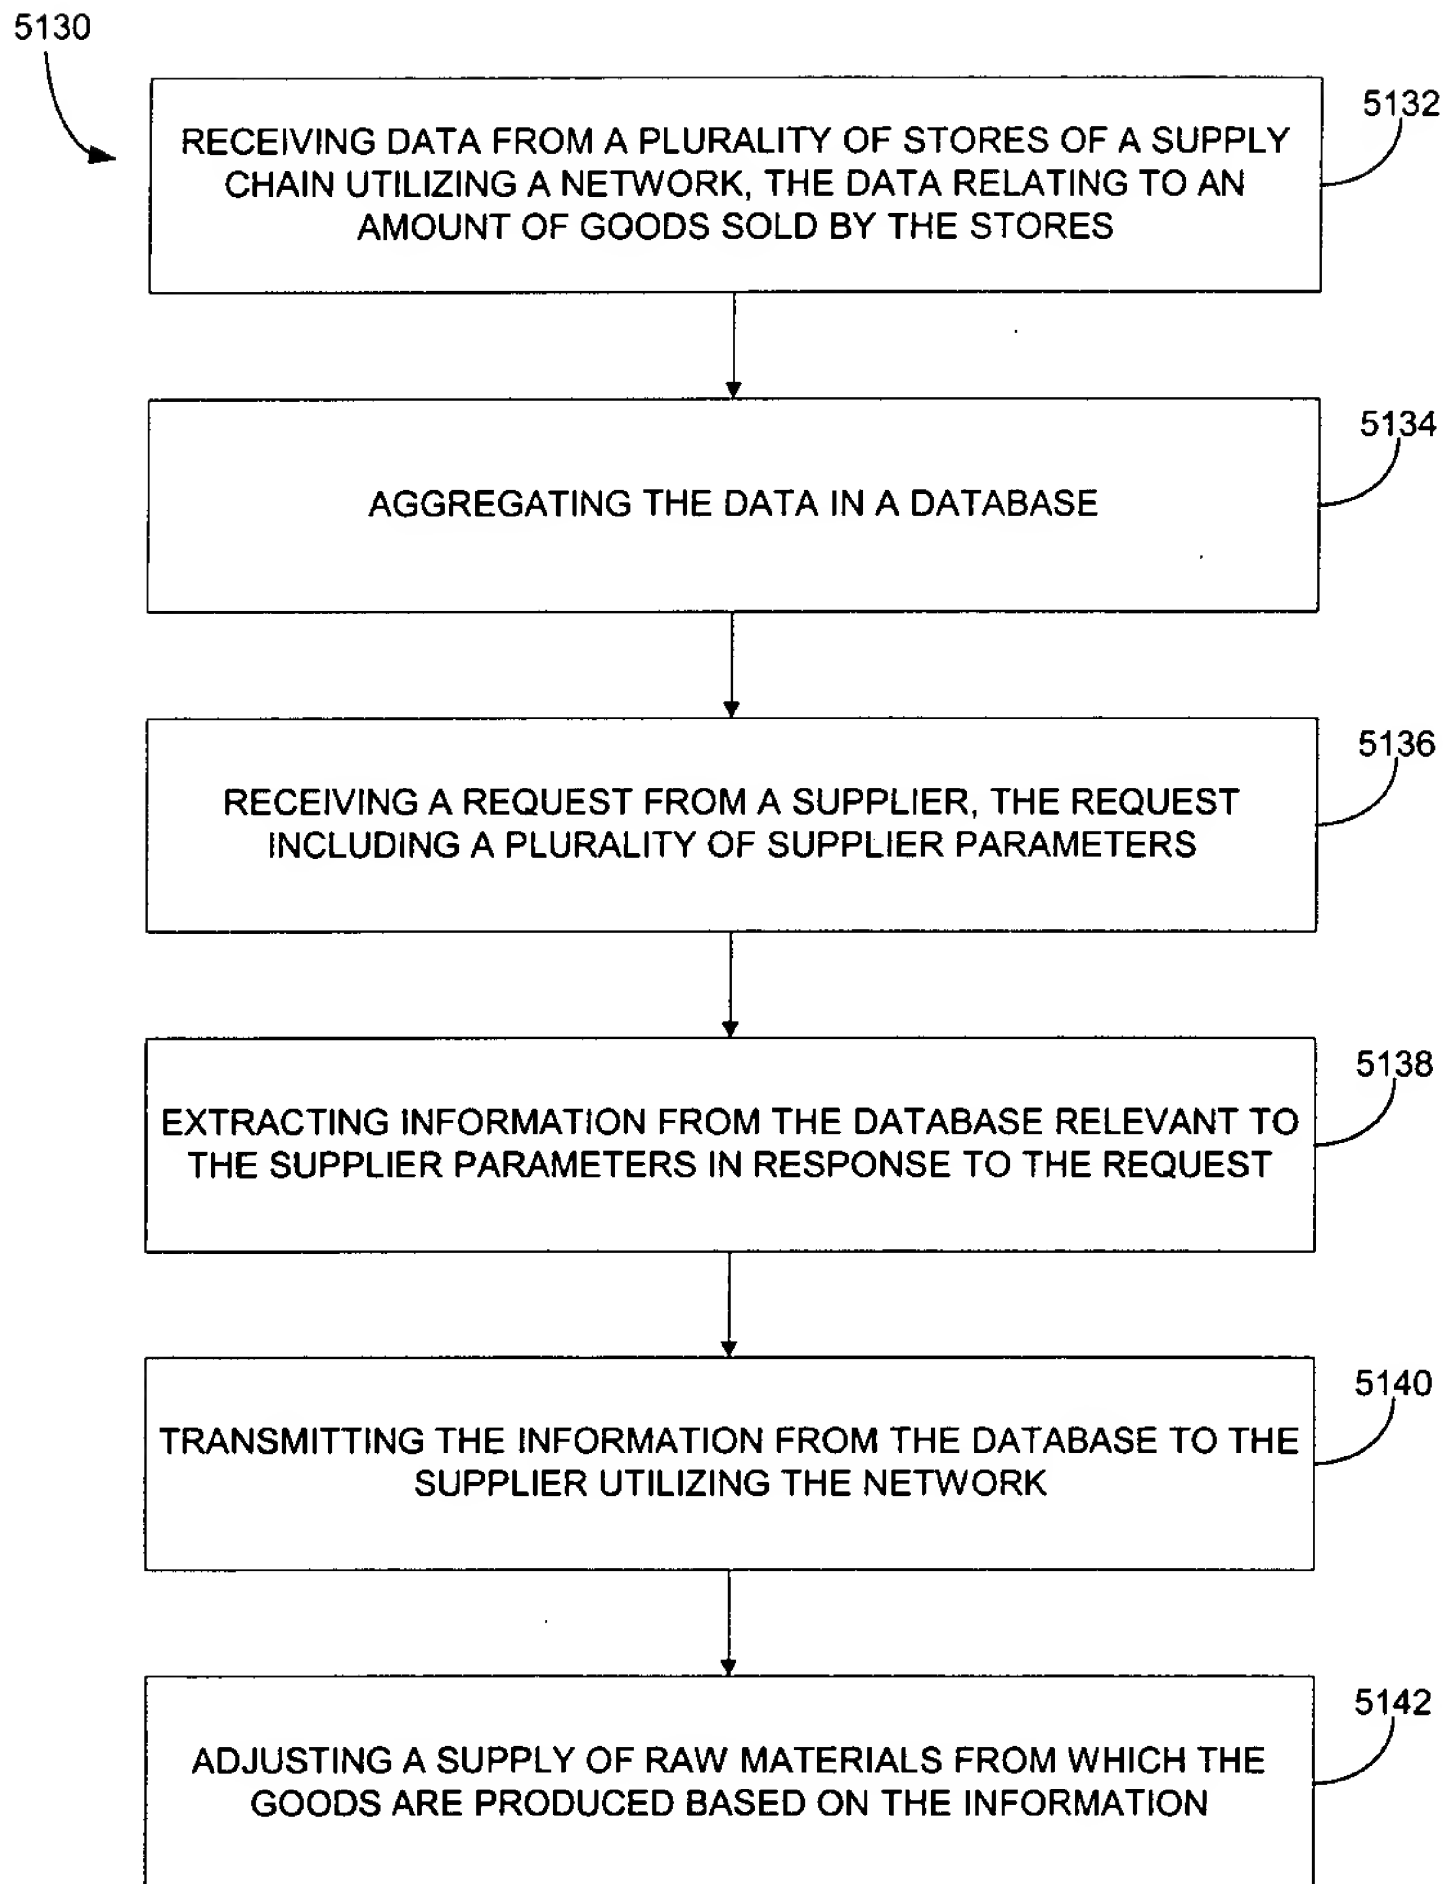 5130
5132
RECEIVING DATA FROM A PLURALITY OF STORES OF A SUPPLY
CHAIN UTILIZING A NETWORK, THE DATA RELATING TO AN
AMOUNT OF GOODS SOLD BY THE STORES
5134
AGGREGATING THE DATA IN A DATABASE
5136
RECEIVING A REQUEST FROM A SUPPLIER, THE REQUEST
INCLUDING A PLURALITY OF SUPPLIER PARAMETERS
5138
EXTRACTING INFORMATION FROM THE DATABASE RELEVANT TO
THE SUPPLIER PARAMETERS IN RESPONSE TO THE REQUEST
5140
TRANSMITTING THE INFORMATION FROM THE DATABASE TO THE
SUPPLIER UTILIZING THE NETWORK
5142
ADJUSTING A SUPPLY OF RAW MATERIALS FROM WHICH THE
GOODS ARE PRODUCED BASED ON THE INFORMATION